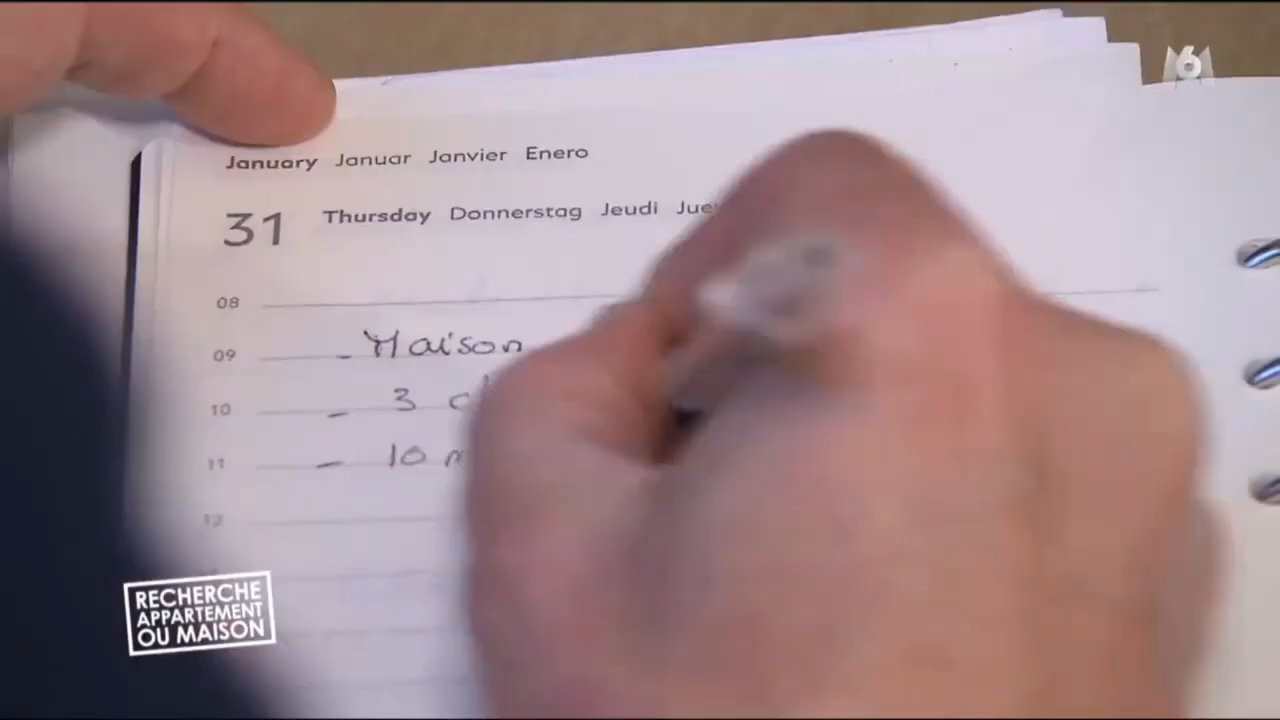 M6
January Januar Janvier Enero
31 Thursday Donnerstag Jeudi
08
09 - Maison
10 - 3
11 - 10
12
RECHERCHE
APPARTEMENT
OU MAISON